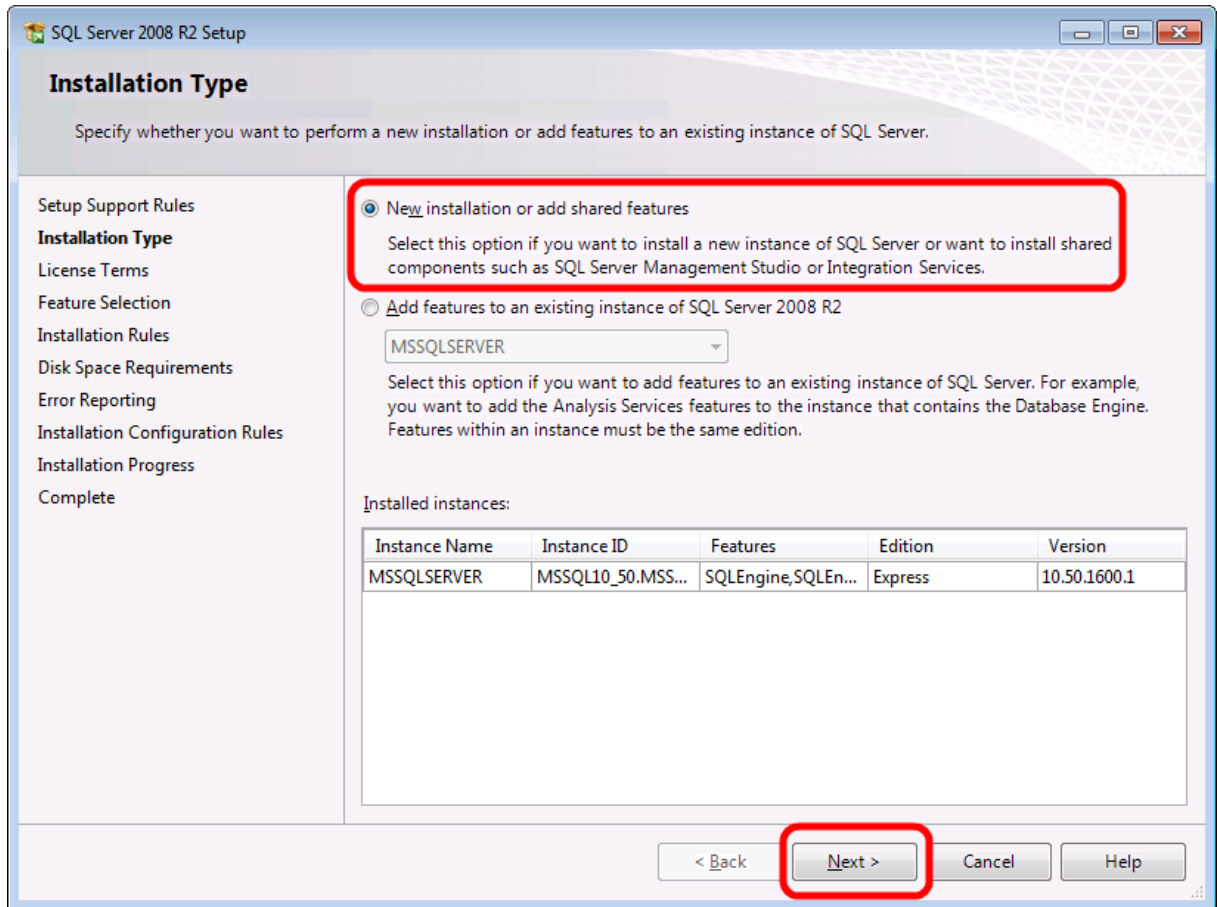 SQL Server 2008 R2 Setup
Installation Type
Specify whether you want to perform a new installation or add features to an existing instance of SQL Server.
Setup Support Rules
Installation Type
License Terms
Feature Selection
Installation Rules
Disk Space Requirements
Error Reporting
Installation Configuration Rules
Installation Progress
Complete
New installation or add shared features
Select this option if you want to install a new instance of SQL Server or want to install shared
components such as SQL Server Management Studio or Integration Services.
Add features to an existing instance of SQL Server 2008 R2
MSSQLSERVER
Select this option if you want to add features to an existing instance of SQL Server. For example,
you want to add the Analysis Services features to the instance that contains the Database Engine.
Features within an instance must be the same edition.
Installed instances:
Instance Name Instance ID Features Edition Version
MSSQLSERVER MSSQL10_50.MSS... SQLEngine,SQLEn... Express 10.50.1600.1
< Back Next > Cancel Help